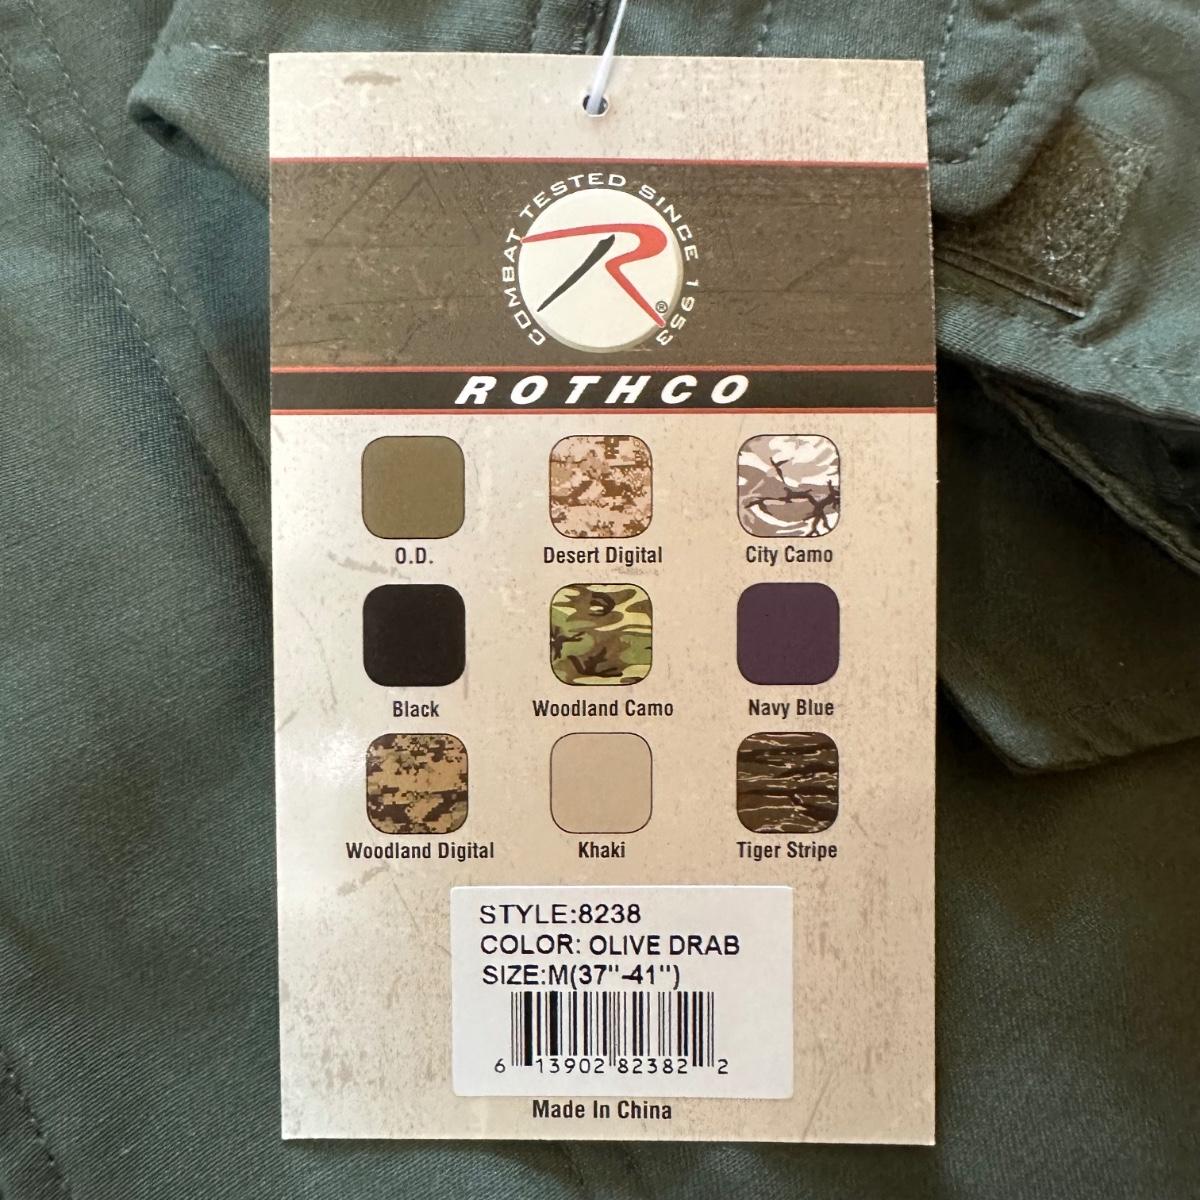 COMBAT TESTED SINCE 1953
R®
ROTHCO
O.D. Desert Digital City Camo
Black Woodland Camo Navy Blue
Woodland Digital Khaki Tiger Stripe
STYLE:8238
COLOR: OLIVE DRAB
SIZE:M(37"-41")
6 13902 82382 2
Made In China